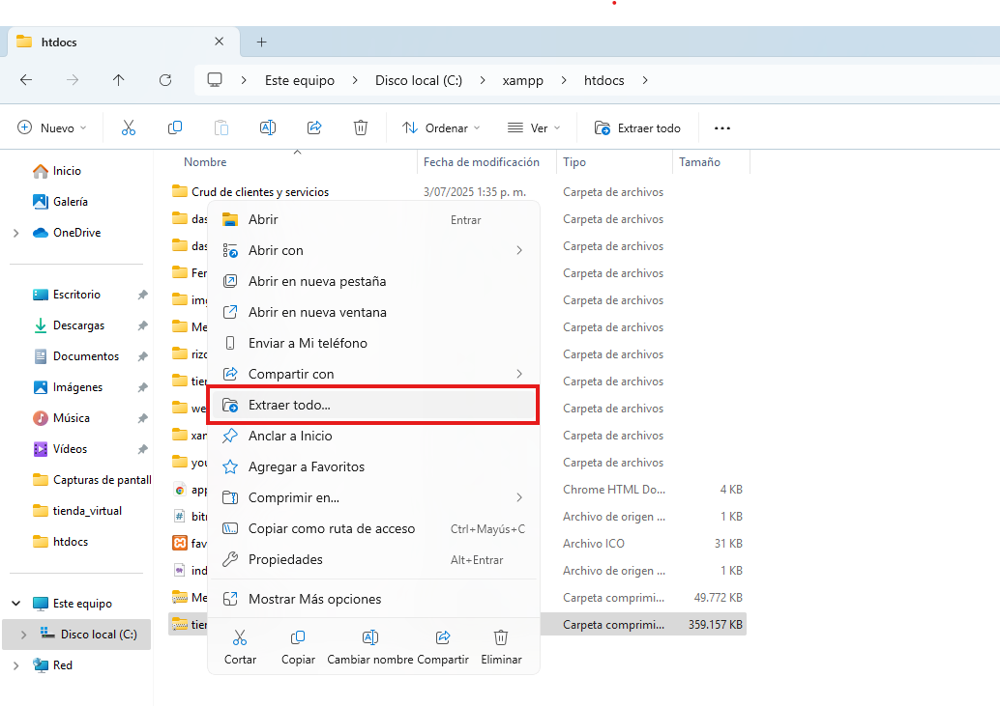 htdocs
Este equipo > Disco local (C:) > xampp > htdocs >
Nuevo
Ordenar
Ver
Extraer todo
Nombre Fecha de modificación Tipo Tamaño
Inicio
Galería
OneDrive
Escritorio
Descargas
Documentos
Imágenes
Música
Vídeos
Capturas de pantall
tienda_virtual
htdocs
Este equipo
Disco local (C:)
Red
Crud de clientes y servicios 3/07/2025 1:35 p. m. Carpeta de archivos
das Carpeta de archivos
das Carpeta de archivos
Fer Carpeta de archivos
img Carpeta de archivos
Me Carpeta de archivos
rizo Carpeta de archivos
tien Carpeta de archivos
we Carpeta de archivos
xan Carpeta de archivos
you Carpeta de archivos
app Chrome HTML Do... 4 KB
bitn Archivo de origen ... 1 KB
fav Archivo ICO 31 KB
ind Archivo de origen ... 1 KB
Me Carpeta comprimi... 49.772 KB
tien Carpeta comprimi... 359.157 KB
Abrir Entrar
Abrir con
Abrir en nueva pestaña
Abrir en nueva ventana
Enviar a Mi teléfono
Compartir con
Extraer todo...
Anclar a Inicio
Agregar a Favoritos
Comprimir en...
Copiar como ruta de acceso Ctrl+Mayús+C
Propiedades Alt+Entrar
Mostrar Más opciones
Cortar Copiar Cambiar nombre Compartir Eliminar